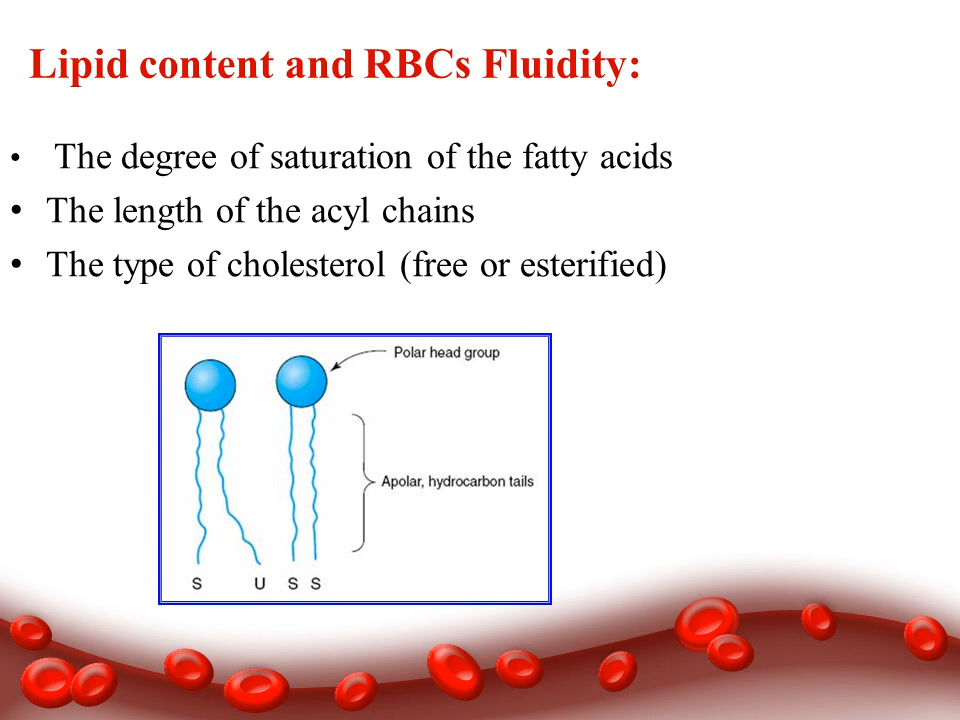 Lipid content and RBCs Fluidity:
• The degree of saturation of the fatty acids
• The length of the acyl chains
• The type of cholesterol (free or esterified)
Polar head group
Apolar, hydrocarbon tails
S U S S